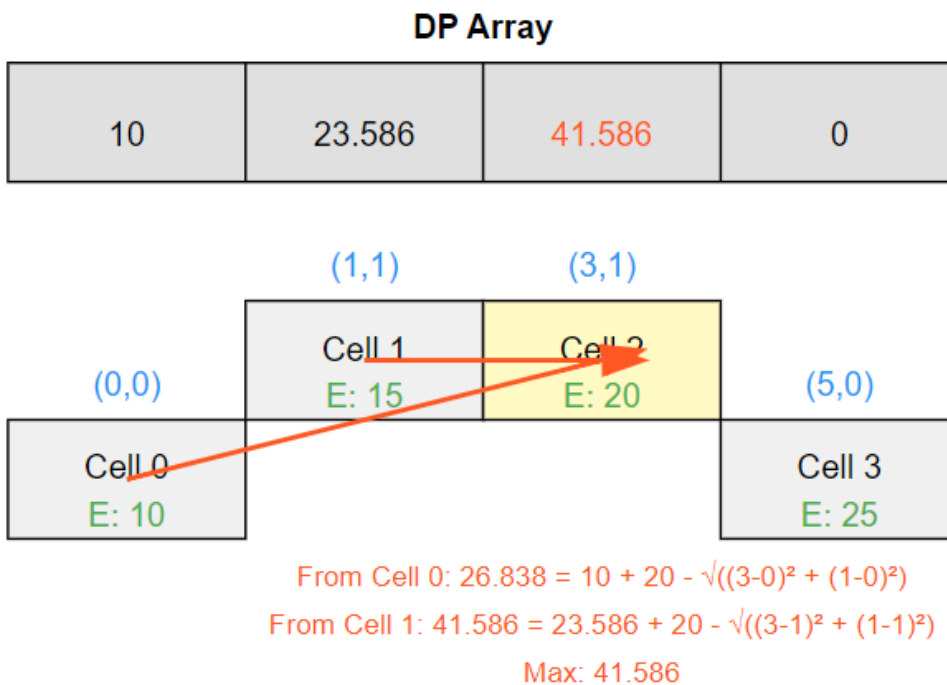 DP Array
10 23.586 41.586 0
(1,1) (3,1)
(0,0) (5,0)
Cell 1 Cell 2
E: 15 E: 20
Cell 0 Cell 3
E: 10 E: 25
From Cell 0: 26.838 = 10 + 20 - √((3-0)² + (1-0)²)
From Cell 1: 41.586 = 23.586 + 20 - √((3-1)² + (1-1)²)
Max: 41.586